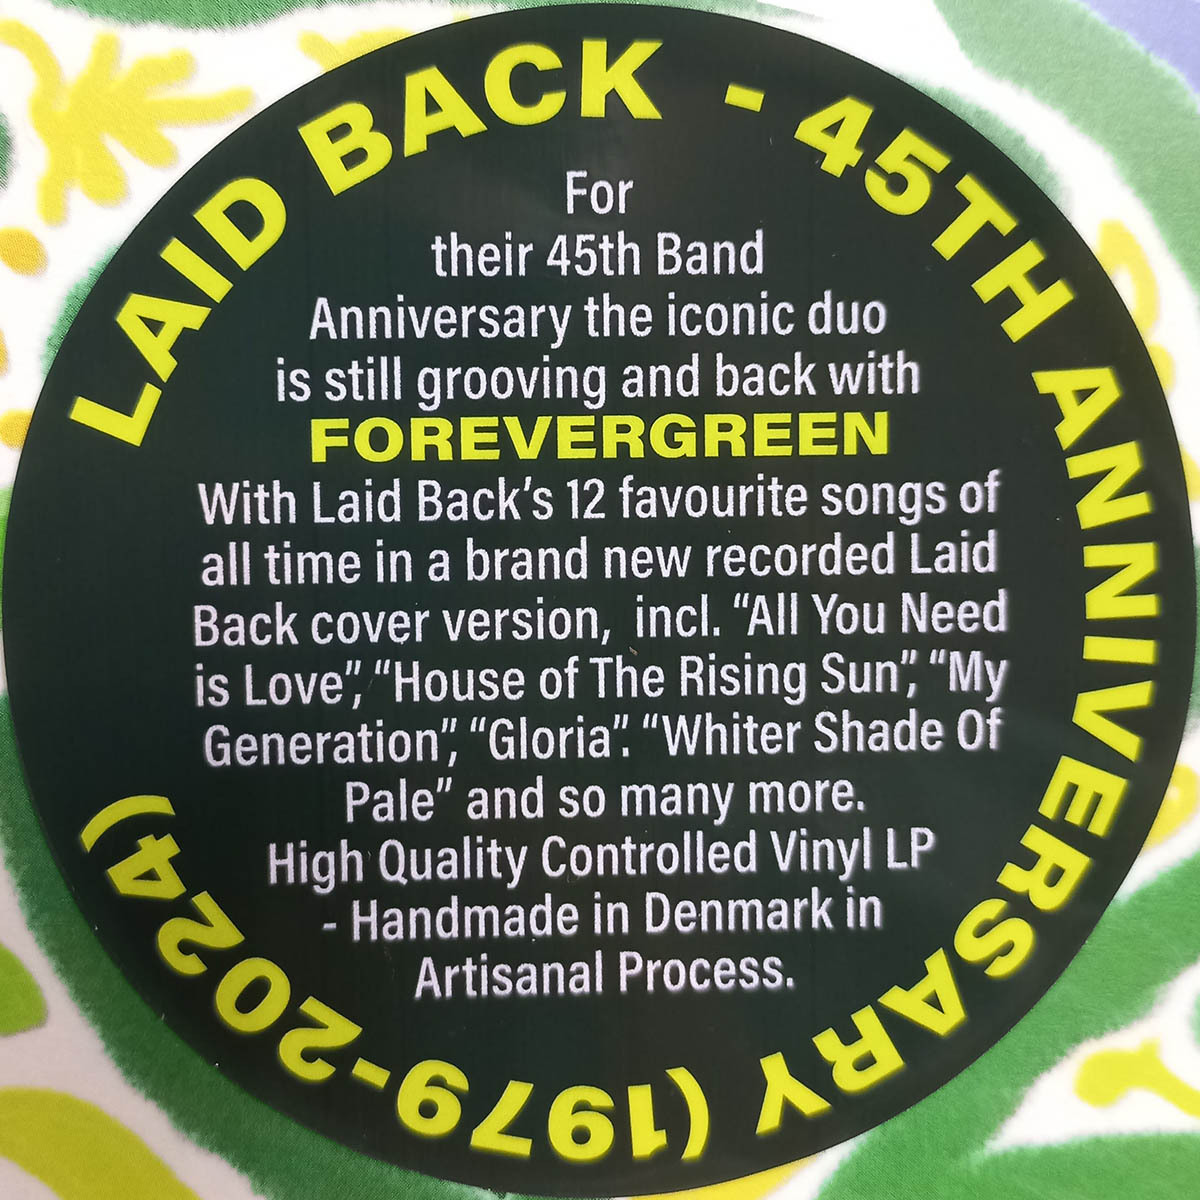 LAID BACK - 45TH ANNIVERSARY (1979-2024)
For
their 45th Band
Anniversary the iconic duo
is still grooving and back with
FOREVERGREEN
With Laid Back's 12 favourite songs of
all time in a brand new recorded Laid
Back cover version, incl. “All You Need
is Love”, “House of The Rising Sun”, “My
Generation”, “Gloria”. “Whiter Shade Of
Pale” and so many more.
High Quality Controlled Vinyl LP
- Handmade in Denmark in
Artisanal Process.